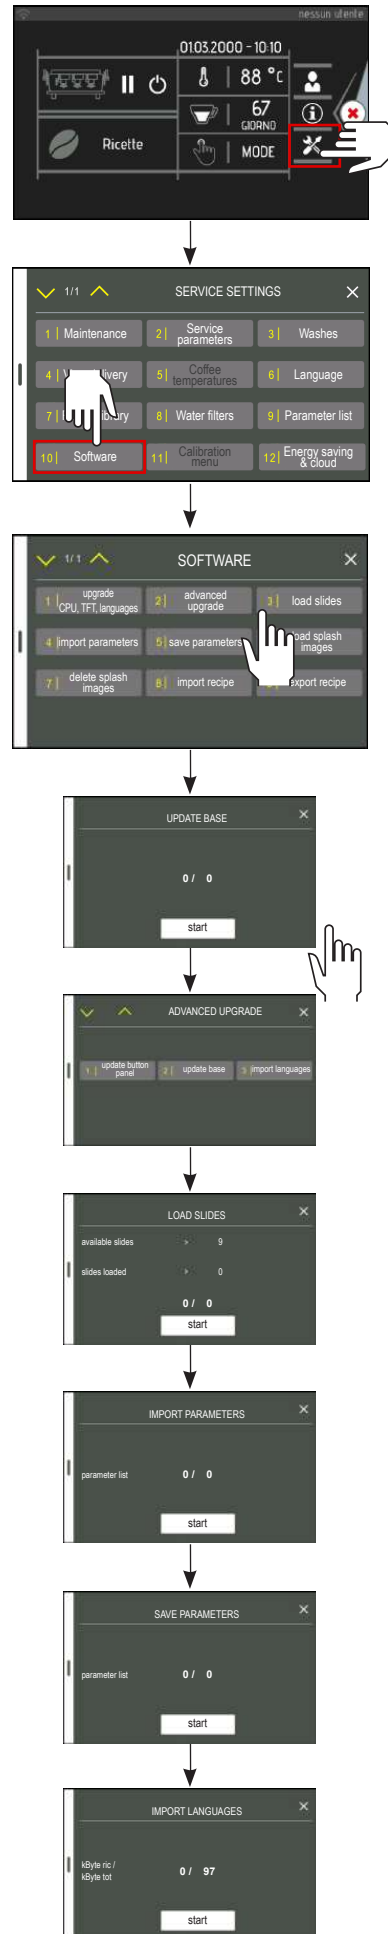 nessun utente
01.03.2000 - 10:10
88 °C
67
GIORNO
Ricette
MODE
1/1
SERVICE SETTINGS
1 | Maintenance
2 | Service parameters
3 | Washes
4 |
5 | Coffee temperatures
6 | Language
7 |
8 | Water filters
9 | Parameter list
10 | Software
11 | Calibration menu
12 | Energy saving & cloud
1/1
SOFTWARE
1 | upgrade CPU, TFT, languages
2 | advanced upgrade
3 | load slides
4 | import parameters
5 | save parameters
splash images
7 | delete splash images
8 | import recipe
export recipe
UPDATE BASE
0 / 0
start
ADVANCED UPGRADE
1 | update button panel
2 | update base
3 | import languages
LOAD SLIDES
available slides > 9
slides loaded > 0
0 / 0
start
IMPORT PARAMETERS
parameter list 0 / 0
start
SAVE PARAMETERS
parameter list 0 / 0
start
IMPORT LANGUAGES
kByte ric /
kByte tot
0 / 97
start